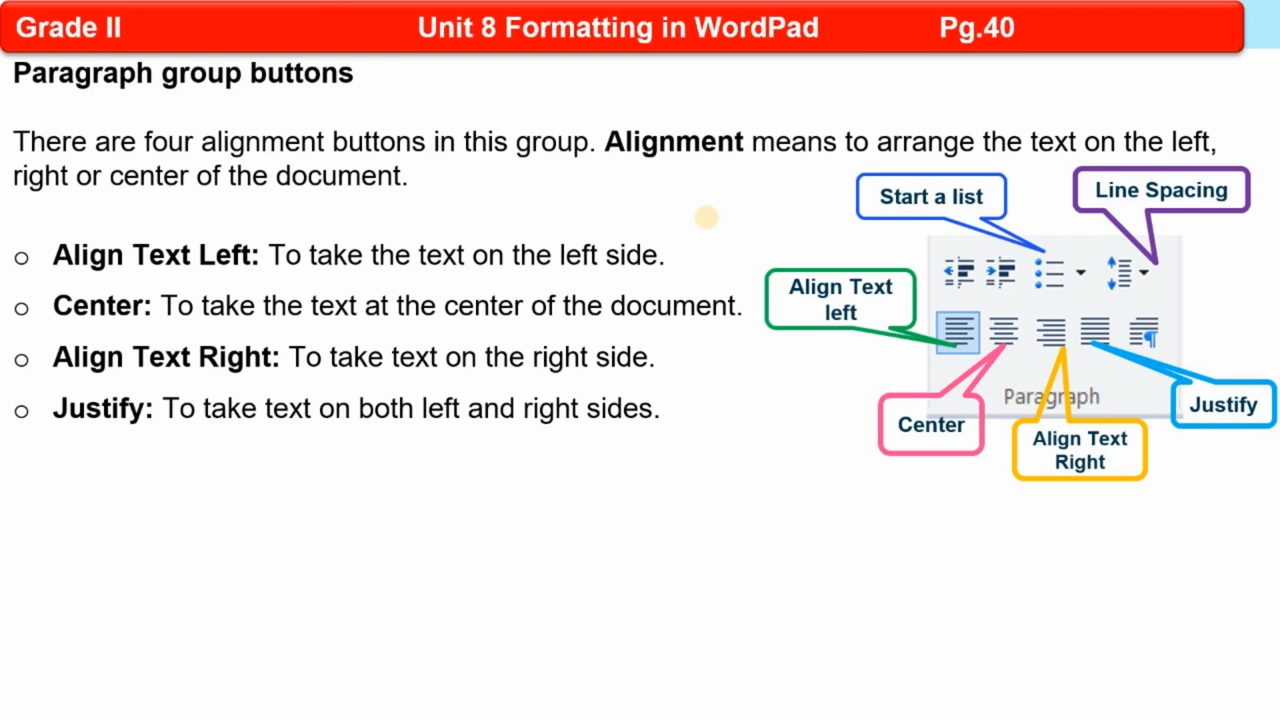 Grade II Unit 8 Formatting in WordPad Pg.40
Paragraph group buttons
There are four alignment buttons in this group. Alignment means to arrange the text on the left,
right or center of the document.
o Align Text Left: To take the text on the left side.
o Center: To take the text at the center of the document.
o Align Text Right: To take text on the right side.
o Justify: To take text on both left and right sides.
Start a list
Line Spacing
Align Text
left
Paragraph
Center
Align Text
Right
Justify